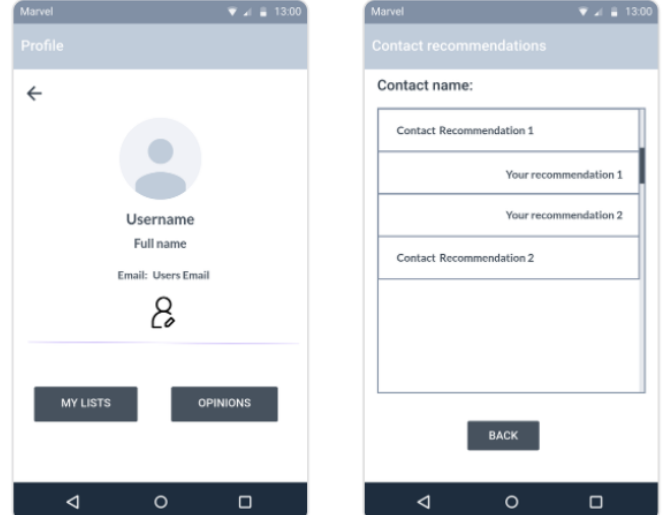 Marvel 13:00
Profile
Username
Full name
Email: Users Email
MY LISTS OPINIONS
Marvel 13:00
Contact recommendations
Contact name:
Contact Recommendation 1
Your recommendation 1
Your recommendation 2
Contact Recommendation 2
BACK